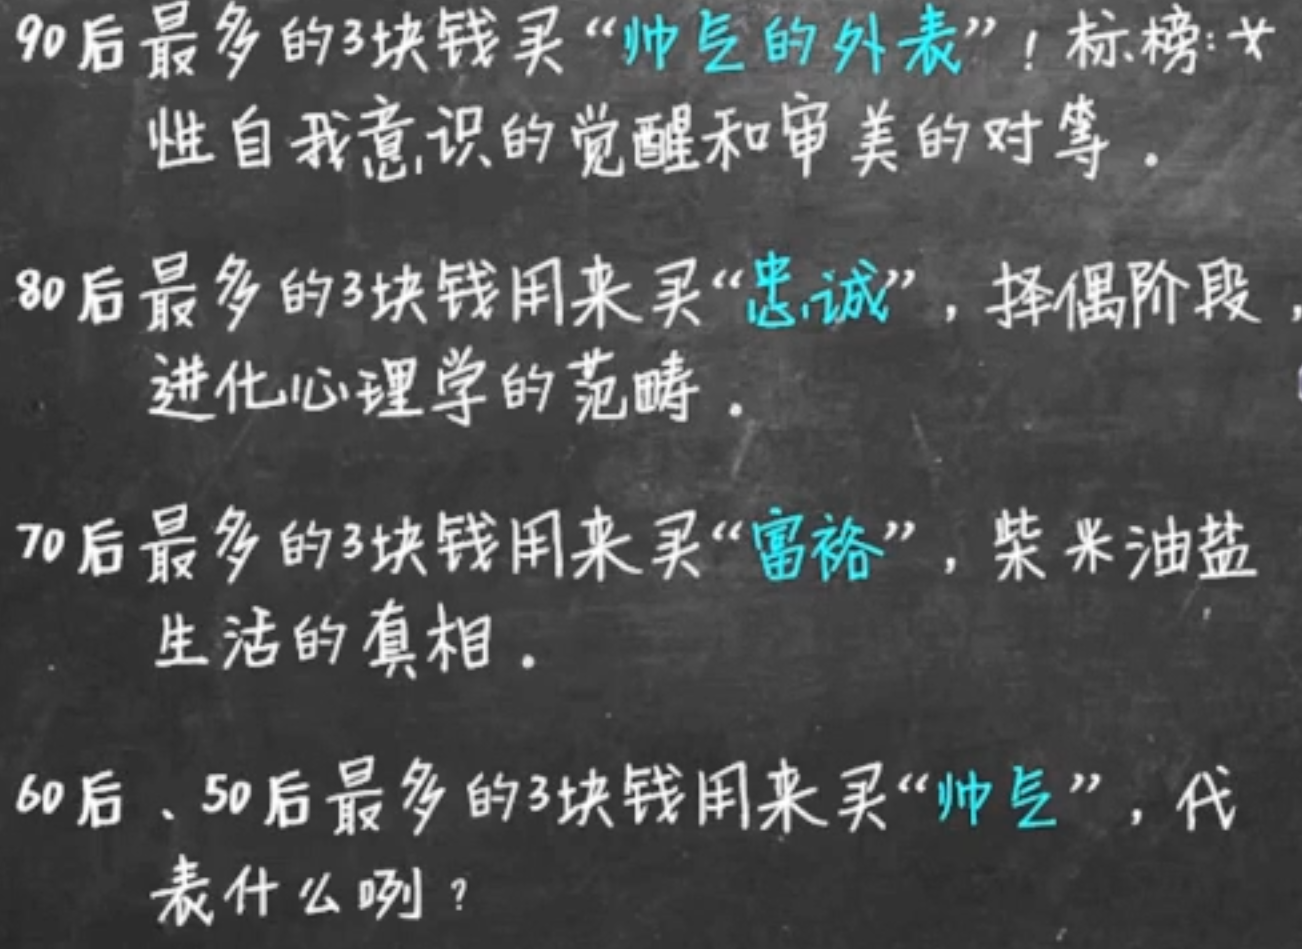 90后最多的3块钱买“帅气的外表”！标榜：女
性自我意识的觉醒和审美的对等．
80后最多的3块钱用来买“忠诚”，择偶阶段，
进化心理学的范畴．
70后最多的3块钱用来买“富裕”，柴米油盐
生活的真相．
60后、50后最多的3块钱用来买“帅气”，代
表什么咧？